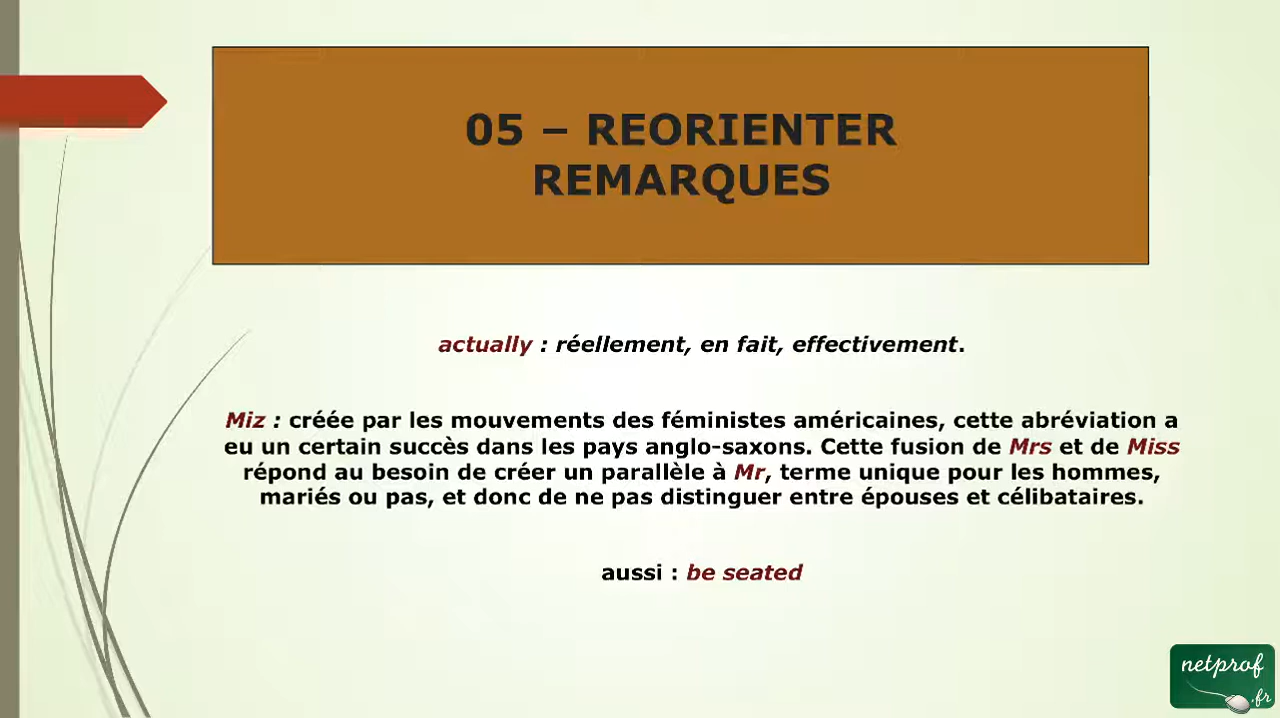 05 – REORIENTER
REMARQUES
actually : réellement, en fait, effectivement.
Miz : créée par les mouvements des féministes américaines, cette abréviation a
eu un certain succès dans les pays anglo-saxons. Cette fusion de Mrs et de Miss
répond au besoin de créer un parallèle à Mr, terme unique pour les hommes,
mariés ou pas, et donc de ne pas distinguer entre épouses et célibataires.
aussi : be seated
netprof
.fr